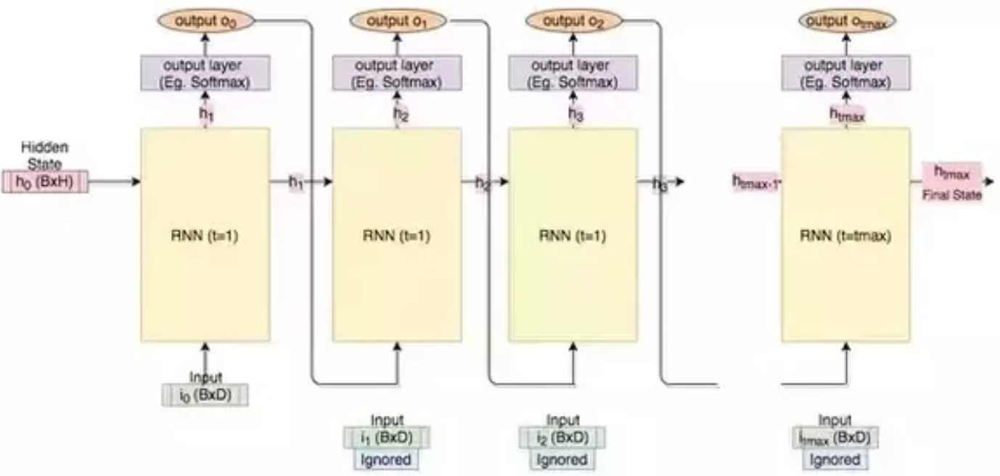 output o₀
output o₁
output o₂
output oₜₘₐₓ
output layer
(Eg. Softmax)
output layer
(Eg. Softmax)
output layer
(Eg. Softmax)
output layer
(Eg. Softmax)
h₁
h₂
h₃
hₜₘₐₓ
Hidden
State
h₀ (BxH)
h₁
h₂
h₃
hₜₘₐₓ₋₁
hₜₘₐₓ
Final State
RNN (t=1)
RNN (t=1)
RNN (t=1)
RNN (t=tmax)
Input
i₀ (BxD)
Input
i₁ (BxD)
Ignored
Input
i₂ (BxD)
Ignored
Input
iₜₘₐₓ (BxD)
Ignored